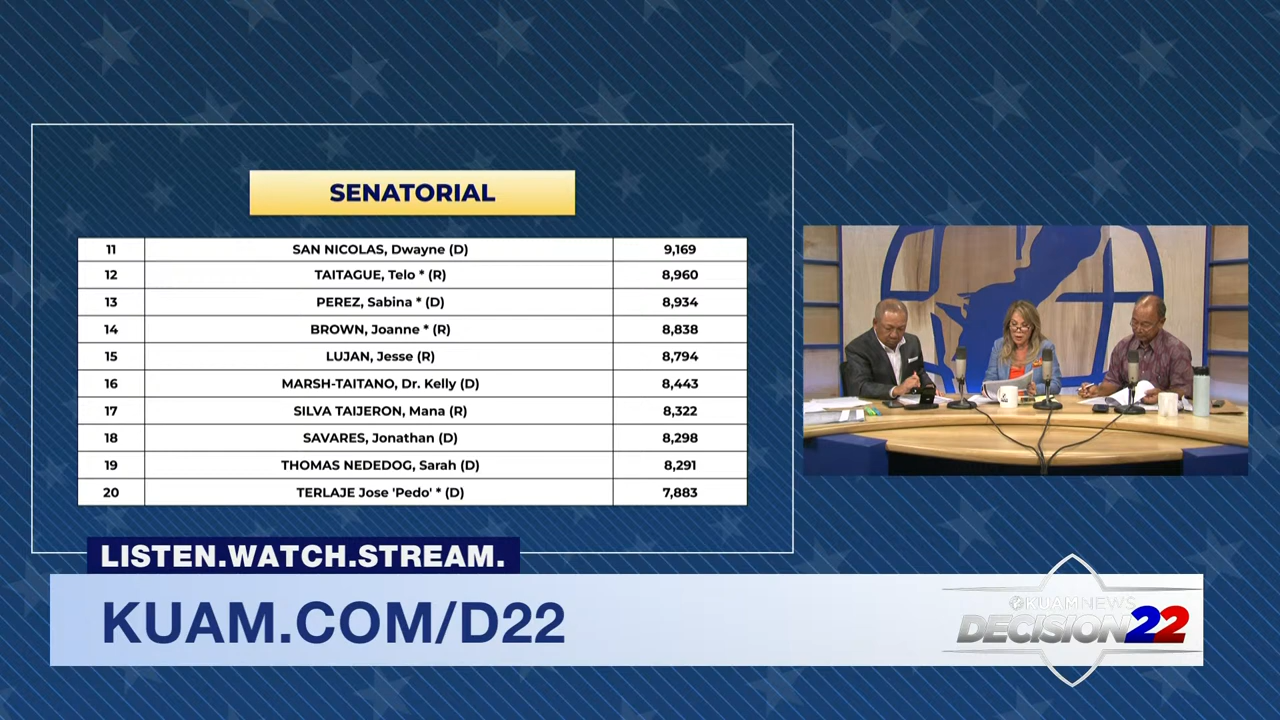 SENATORIAL
11 SAN NICOLAS, Dwayne (D) 9,169
12 TAITAGUE, Telo * (R) 8,960
13 PEREZ, Sabina * (D) 8,934
14 BROWN, Joanne * (R) 8,838
15 LUJAN, Jesse (R) 8,794
16 MARSH-TAITANO, Dr. Kelly (D) 8,443
17 SILVA TAIJERON, Mana (R) 8,322
18 SAVARES, Jonathan (D) 8,298
19 THOMAS NEDEDOG, Sarah (D) 8,291
20 TERLAJE Jose 'Pedo' * (D) 7,883
LISTEN.WATCH.STREAM.
KUAM.COM/D22
KUAMNEWS
DECISION22